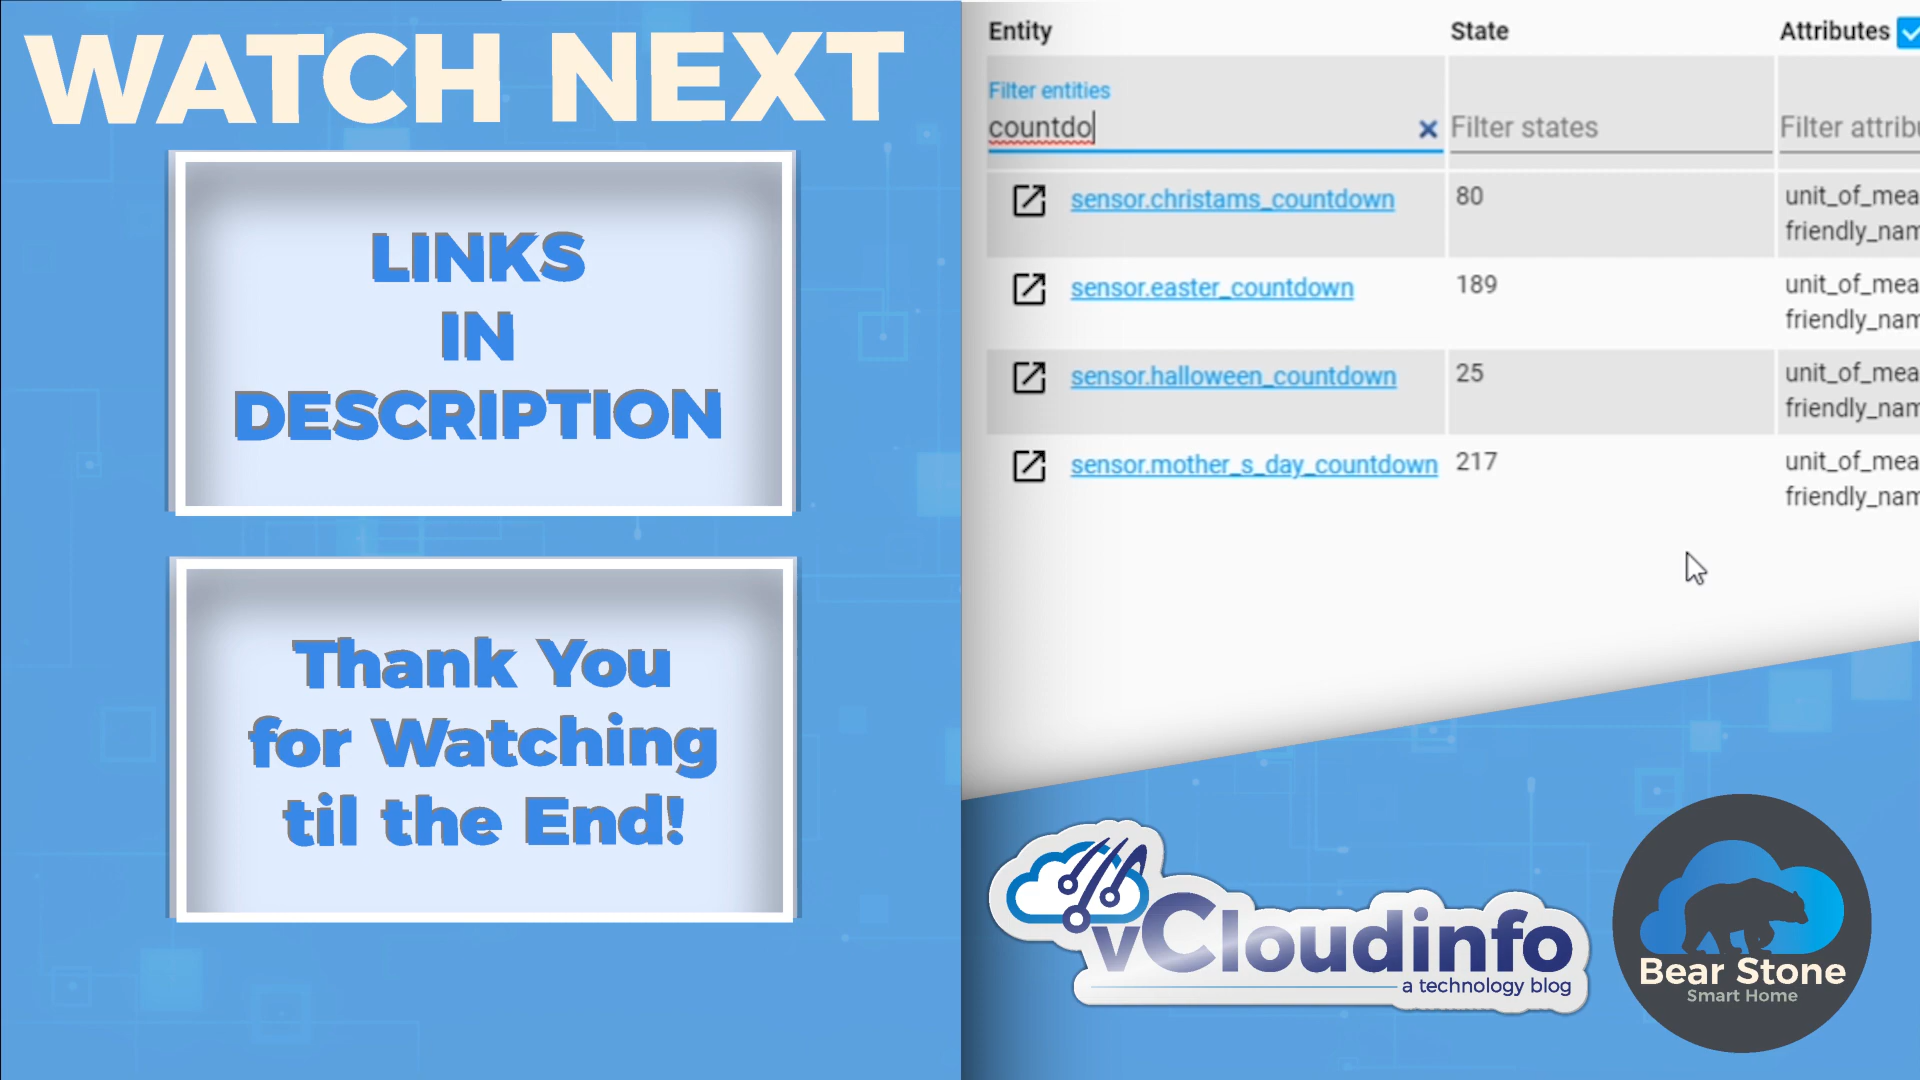 WATCH NEXT
LINKS
IN
DESCRIPTION
Thank You
for Watching
til the End!
Entity State Attributes
Filter entities
countdo Filter states Filter attribu
sensor.christams_countdown 80 unit_of_mea
friendly_nam
sensor.easter_countdown 189 unit_of_mea
friendly_nam
sensor.halloween_countdown 25 unit_of_mea
friendly_nam
sensor.mother_s_day_countdown 217 unit_of_mea
friendly_nam
vCloudinfo
a technology blog
Bear Stone
Smart Home